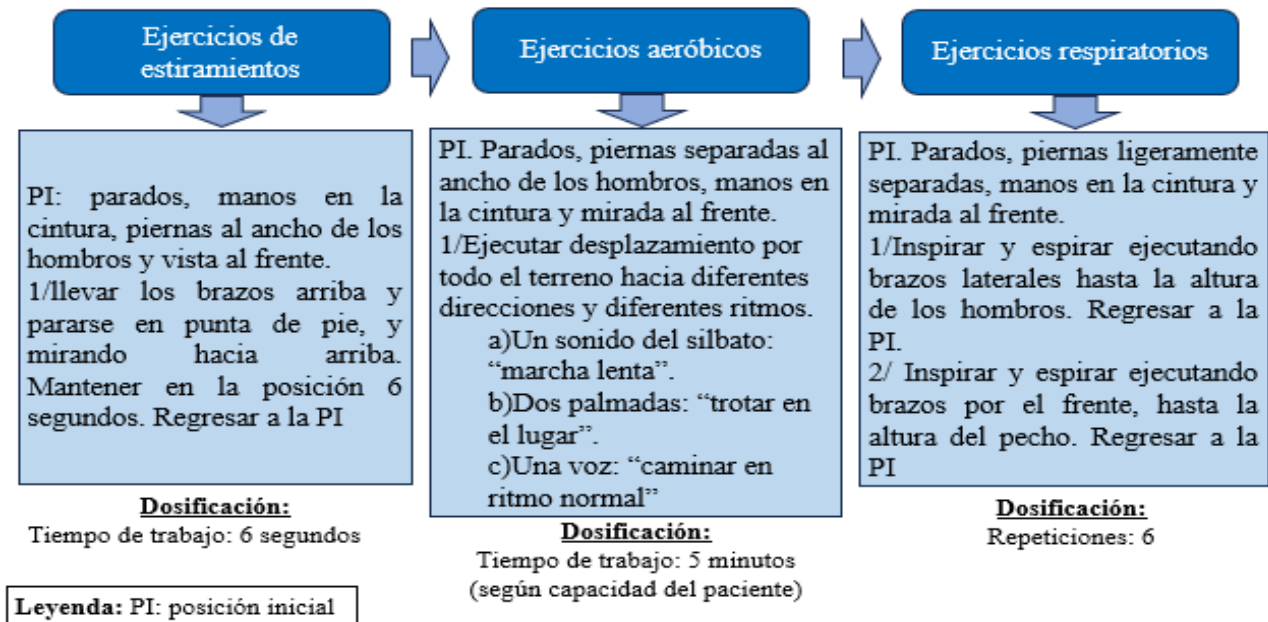 Ejercicios de
estiramientos
Ejercicios aeróbicos
Ejercicios respiratorios
PI: parados, manos en la
cintura, piernas al ancho de los
hombros y vista al frente.
1/llevar los brazos arriba y
pararse en punta de pie, y
mirando hacia arriba.
Mantener en la posición 6
segundos. Regresar a la PI
Dosificación:
Tiempo de trabajo: 6 segundos
PI. Parados, piernas separadas al
ancho de los hombros, manos en
la cintura y mirada al frente.
1/Ejecutar desplazamiento por
todo el terreno hacia diferentes
direcciones y diferentes ritmos.
a)Un sonido del silbato:
“marcha lenta”.
b)Dos palmadas: “trotar en
el lugar”.
c)Una voz: “caminar en
ritmo normal”
Dosificación:
Tiempo de trabajo: 5 minutos
(según capacidad del paciente)
PI. Parados, piernas ligeramente
separadas, manos en la cintura y
mirada al frente.
1/Inspirar y espirar ejecutando
brazos laterales hasta la altura
de los hombros. Regresar a la
PI.
2/ Inspirar y espirar ejecutando
brazos por el frente, hasta la
altura del pecho. Regresar a la
PI
Dosificación:
Repeticiones: 6
Leyenda: PI: posición inicial